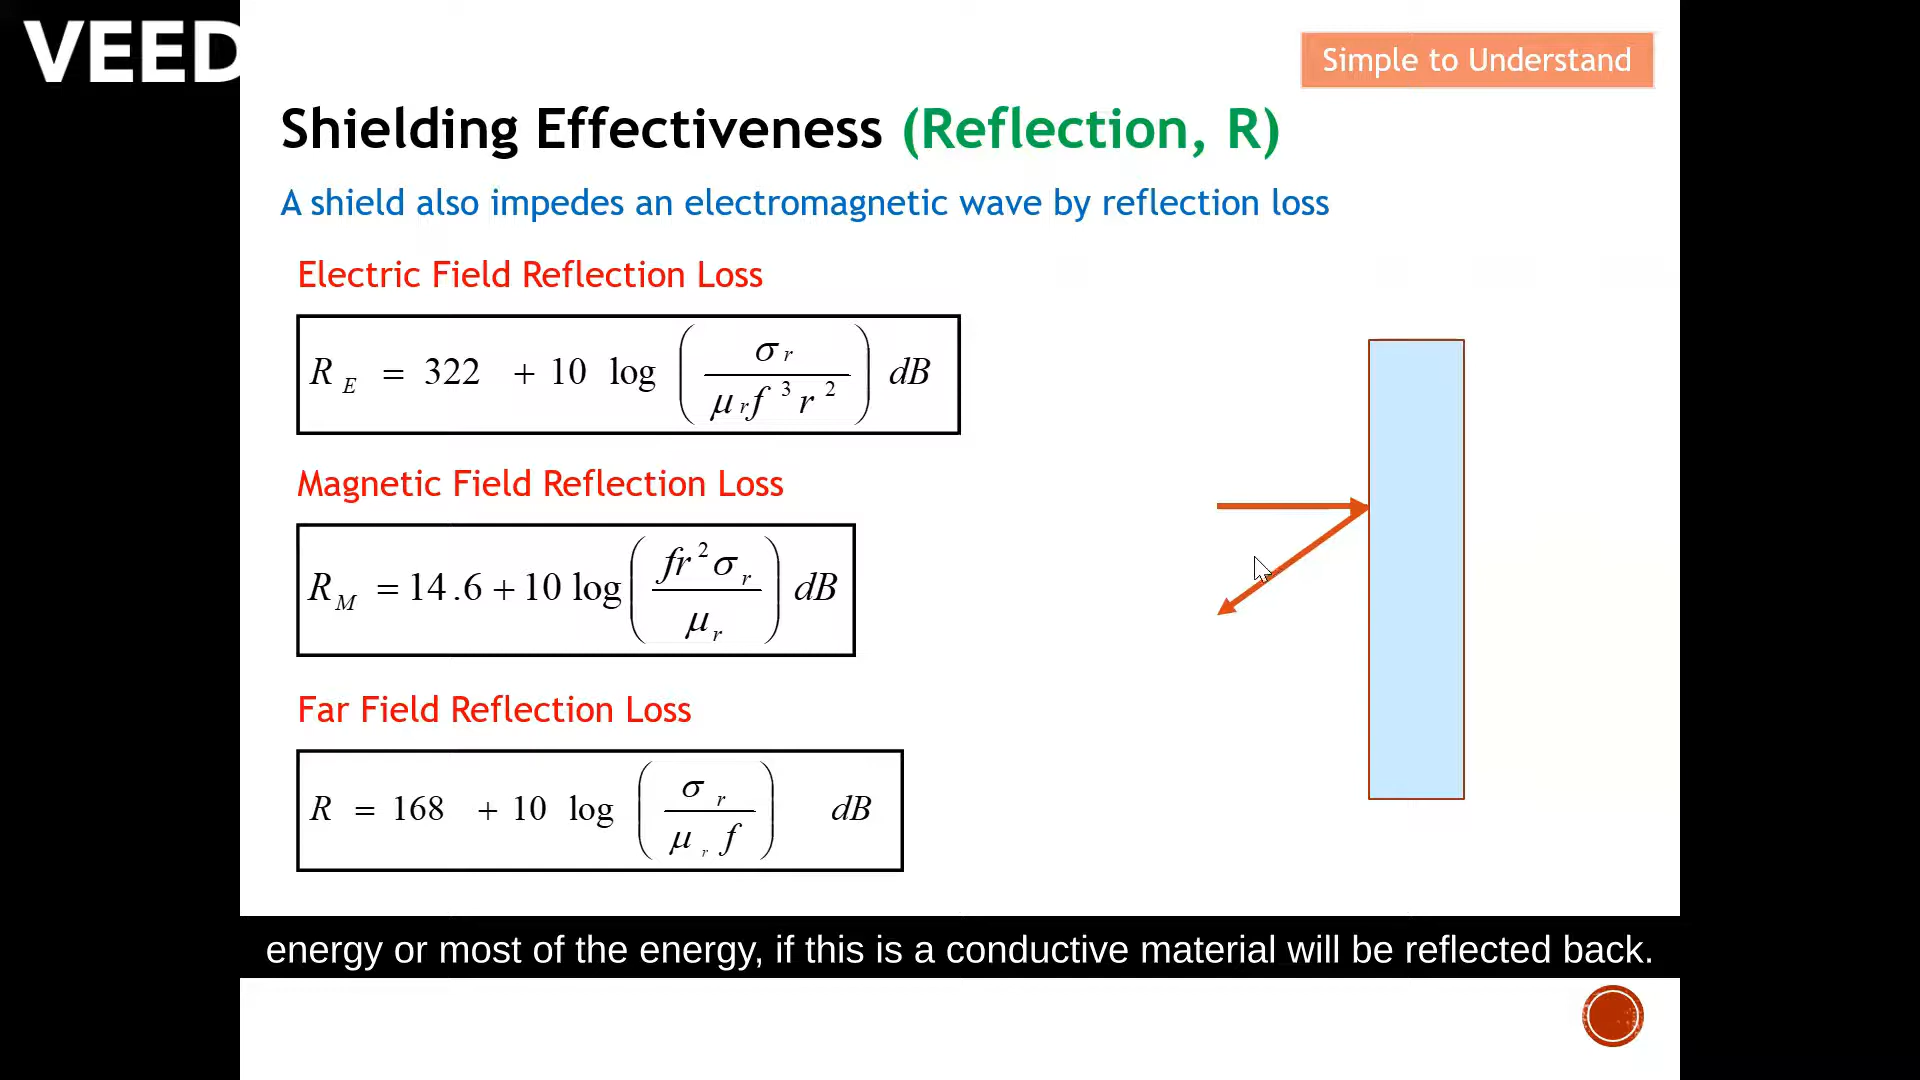 VEED
Simple to Understand
Shielding Effectiveness (Reflection, R)
A shield also impedes an electromagnetic wave by reflection loss
Electric Field Reflection Loss
R_E = 322 + 10 log (σ_r / μ_r f^3 r^2) dB
Magnetic Field Reflection Loss
R_M = 14.6 + 10 log (fr^2 σ_r / μ_r) dB
Far Field Reflection Loss
R = 168 + 10 log (σ_r / μ_r f) dB
energy or most of the energy, if this is a conductive material will be reflected back.